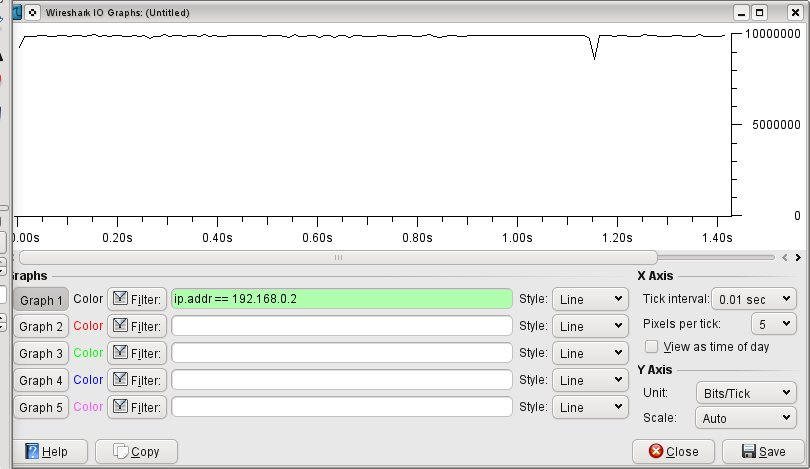 Wireshark IO Graphs: (Untitled)
10000000
5000000
0
0.00s 0.20s 0.40s 0.60s 0.80s 1.00s 1.20s 1.40s
raphs
Graph 1 Color Filter: ip.addr == 192.168.0.2 Style: Line
Graph 2 Color Filter: Style: Line
Graph 3 Color Filter: Style: Line
Graph 4 Color Filter: Style: Line
Graph 5 Color Filter: Style: Line
X Axis
Tick interval: 0.01 sec
Pixels per tick: 5
View as time of day
Y Axis
Unit: Bits/Tick
Scale: Auto
Help Copy Close Save